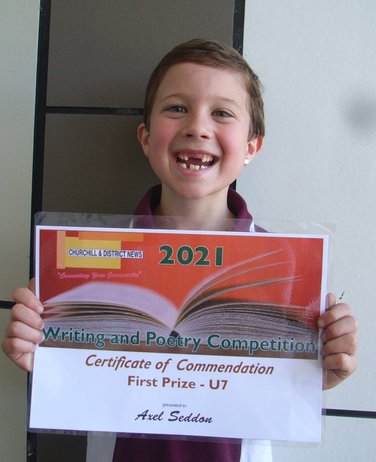 CHURCHILL & DISTRICT NEWS
"Connecting Your Community"
2021
Writing and Poetry Competition
Certificate of Commendation
First Prize - U7
presented to
Axel Seddon